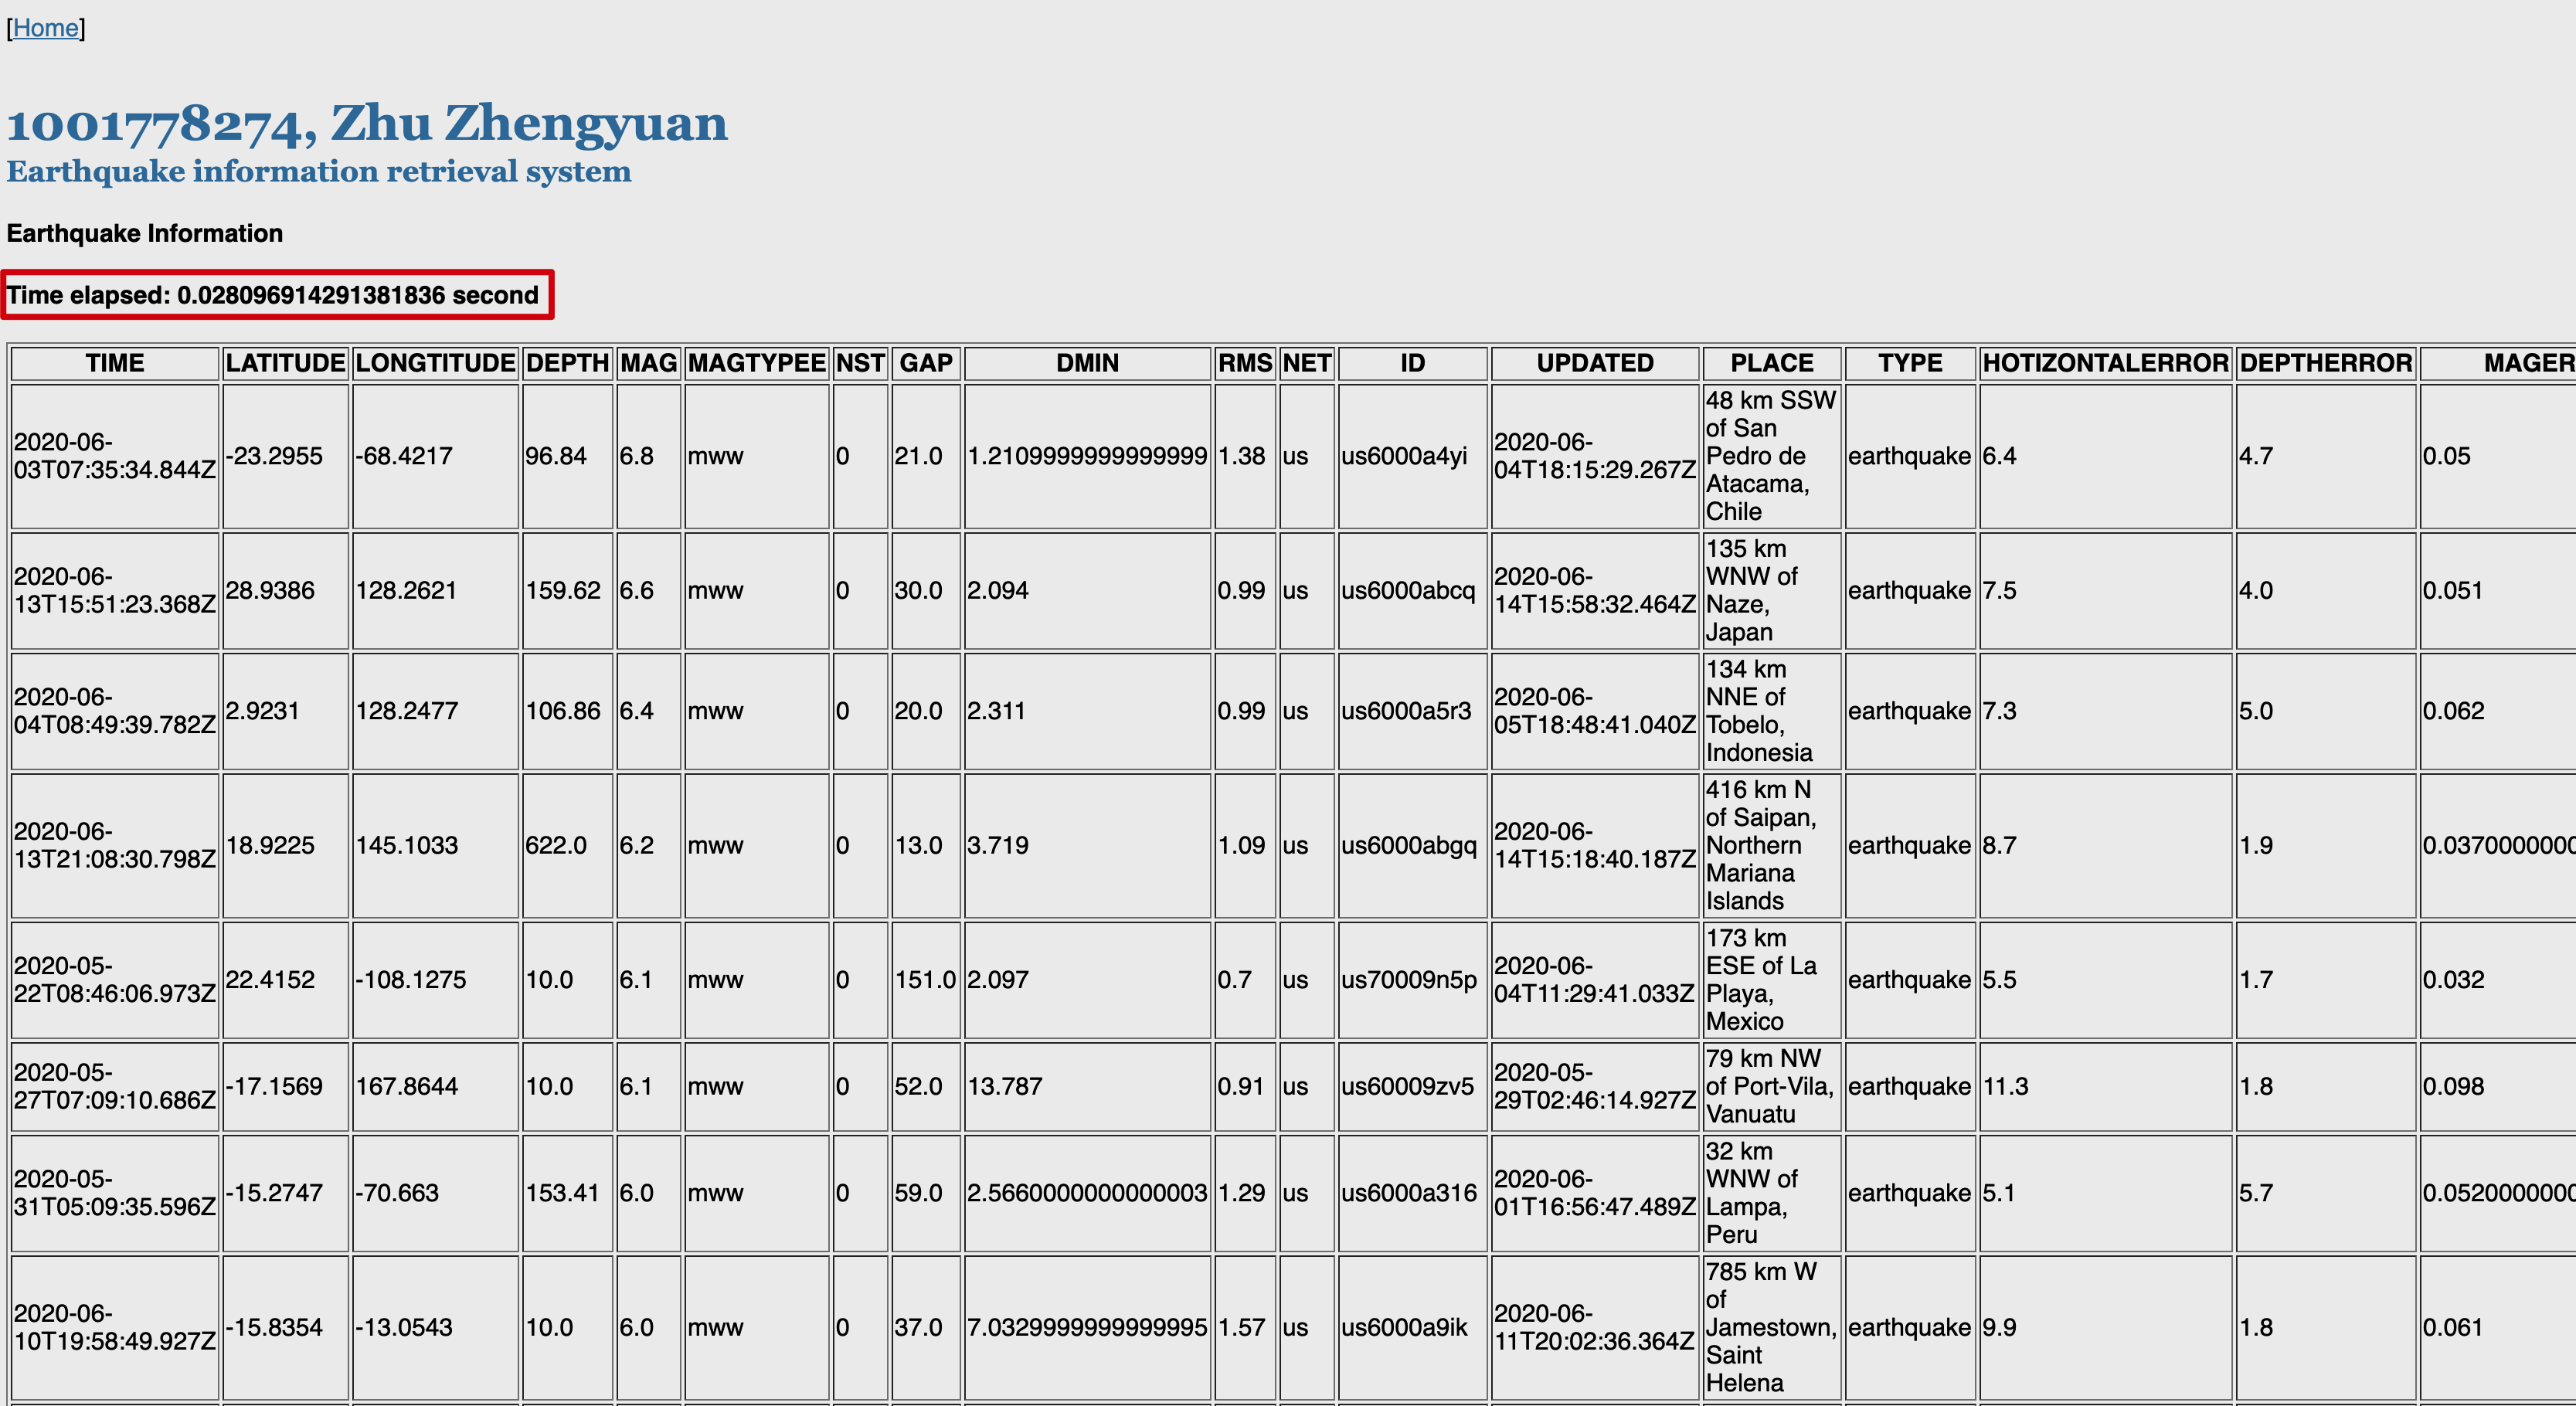 [Home]
1001778274, Zhu Zhengyuan
Earthquake information retrieval system
Earthquake Information
Time elapsed: 0.028096914291381836 second
TIME LATITUDE LONGTITUDE DEPTH MAG MAGTYPEE NST GAP DMIN RMS NET ID UPDATED PLACE TYPE HOTIZONTALERROR DEPTHERROR MAGER
2020-06-03T07:35:34.844Z -23.2955 -68.4217 96.84 6.8 mww 0 21.0 1.2109999999999999 1.38 us us6000a4yi 2020-06-04T18:15:29.267Z 48 km SSW of San Pedro de Atacama, Chile earthquake 6.4 4.7 0.05
2020-06-13T15:51:23.368Z 28.9386 128.2621 159.62 6.6 mww 0 30.0 2.094 0.99 us us6000abcq 2020-06-14T15:58:32.464Z 135 km WNW of Naze, Japan earthquake 7.5 4.0 0.051
2020-06-04T08:49:39.782Z 2.9231 128.2477 106.86 6.4 mww 0 20.0 2.311 0.99 us us6000a5r3 2020-06-05T18:48:41.040Z 134 km NNE of Tobelo, Indonesia earthquake 7.3 5.0 0.062
2020-06-13T21:08:30.798Z 18.9225 145.1033 622.0 6.2 mww 0 13.0 3.719 1.09 us us6000abgq 2020-06-14T15:18:40.187Z 416 km N of Saipan, Northern Mariana Islands earthquake 8.7 1.9 0.0370000000
2020-05-22T08:46:06.973Z 22.4152 -108.1275 10.0 6.1 mww 0 151.0 2.097 0.7 us us70009n5p 2020-06-04T11:29:41.033Z 173 km ESE of La Playa, Mexico earthquake 5.5 1.7 0.032
2020-05-27T07:09:10.686Z -17.1569 167.8644 10.0 6.1 mww 0 52.0 13.787 0.91 us us60009zv5 2020-05-29T02:46:14.927Z 79 km NW of Port-Vila, Vanuatu earthquake 11.3 1.8 0.098
2020-05-31T05:09:35.596Z -15.2747 -70.663 153.41 6.0 mww 0 59.0 2.5660000000000003 1.29 us us6000a316 2020-06-01T16:56:47.489Z 32 km WNW of Lampa, Peru earthquake 5.1 5.7 0.0520000000
2020-06-10T19:58:49.927Z -15.8354 -13.0543 10.0 6.0 mww 0 37.0 7.0329999999999995 1.57 us us6000a9ik 2020-06-11T20:02:36.364Z 785 km W of Jamestown, Saint Helena earthquake 9.9 1.8 0.061